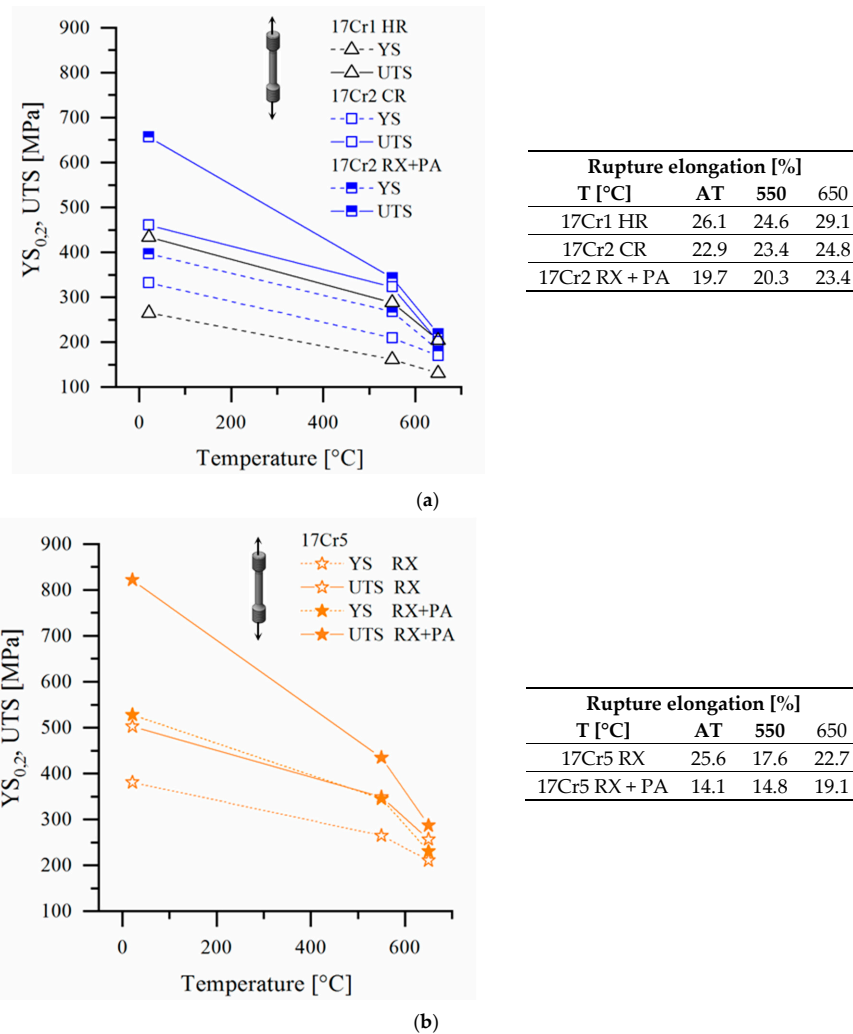 900
800
700
600
500
400
300
200
100
YS0,2, UTS [MPa]
17Cr1 HR
YS
UTS
17Cr2 CR
YS
UTS
17Cr2 RX+PA
YS
UTS
0 200 400 600
Temperature [°C]
Rupture elongation [%]
T [°C] AT 550 650
17Cr1 HR 26.1 24.6 29.1
17Cr2 CR 22.9 23.4 24.8
17Cr2 RX + PA 19.7 20.3 23.4
(a)
900
800
700
600
500
400
300
200
100
YS0,2, UTS [MPa]
17Cr5
YS RX
UTS RX
YS RX+PA
UTS RX+PA
0 200 400 600
Temperature [°C]
Rupture elongation [%]
T [°C] AT 550 650
17Cr5 RX 25.6 17.6 22.7
17Cr5 RX + PA 14.1 14.8 19.1
(b)